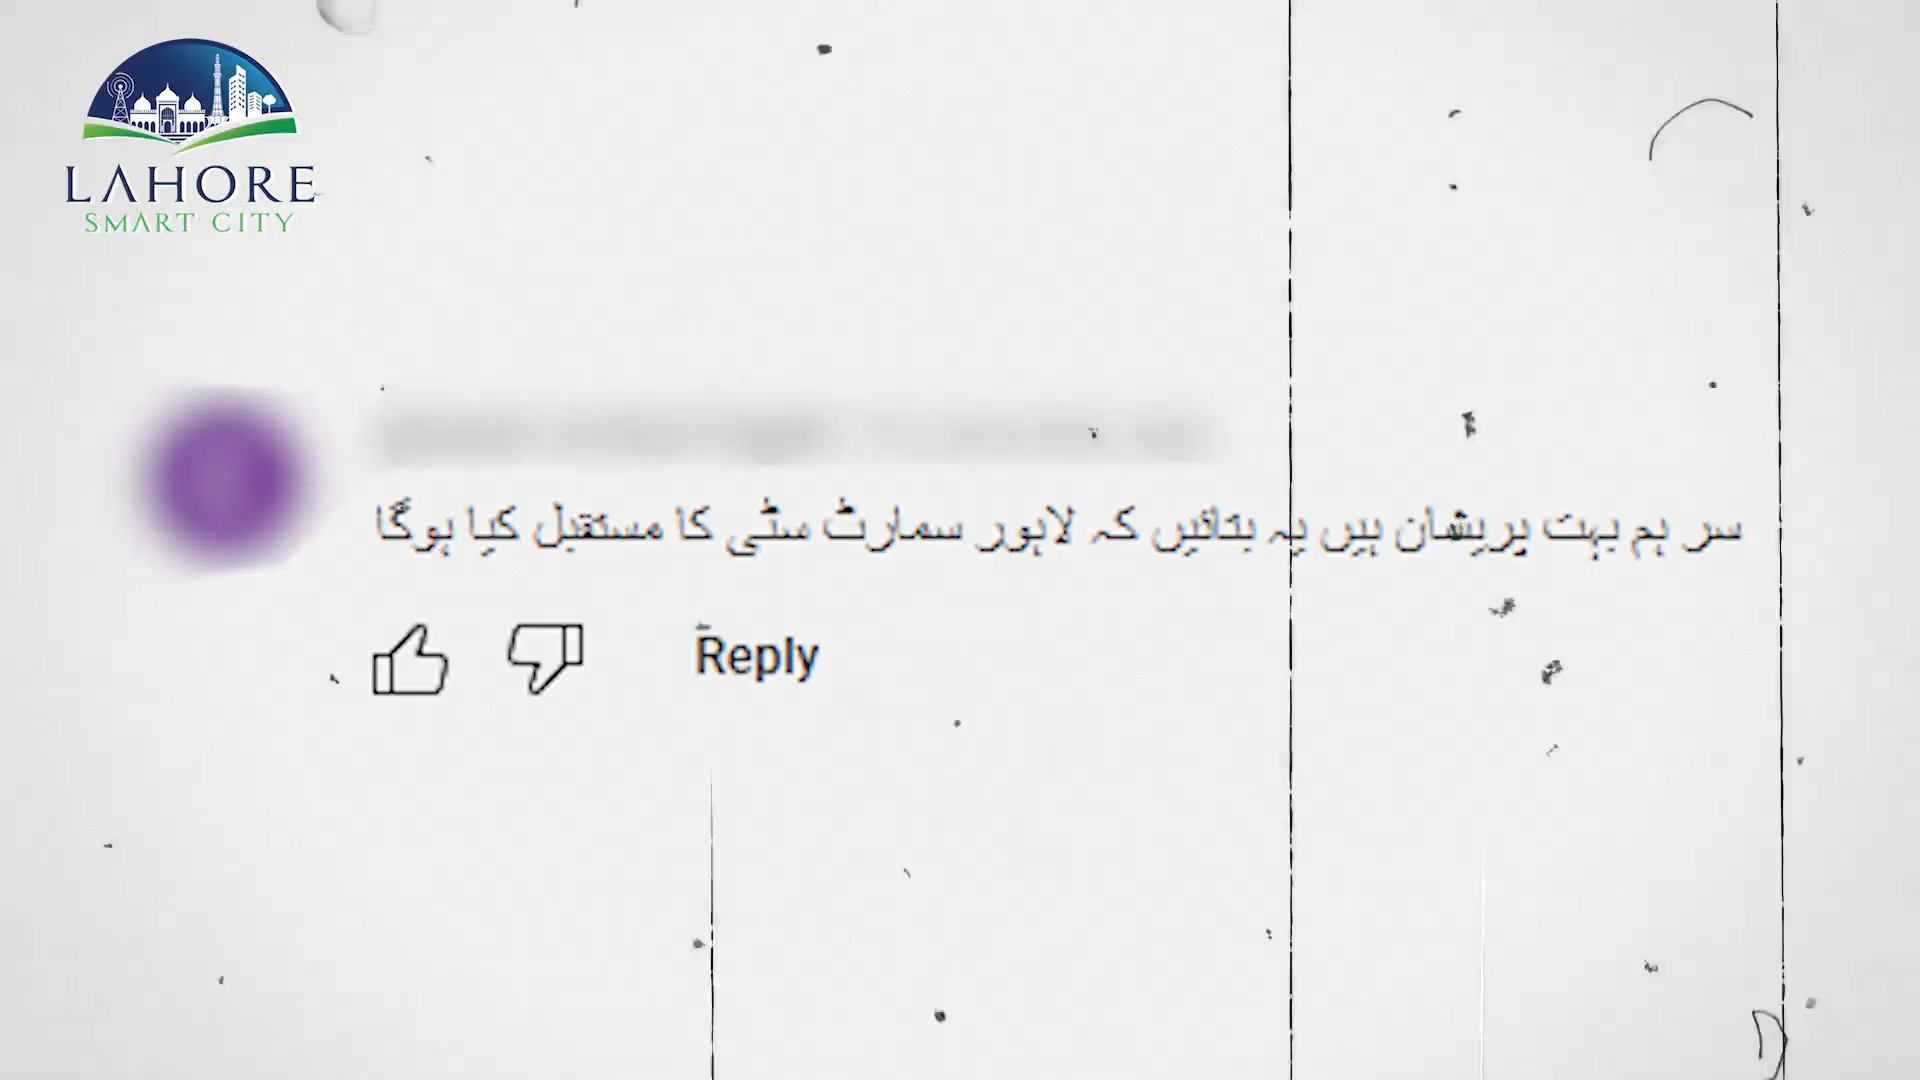 LAHORE
SMART CITY
سر ہم بہت پریشان ہیں یہ بتائیں کہ لاہور سمارٹ سٹی کا مستقبل کیا ہوگا
Reply